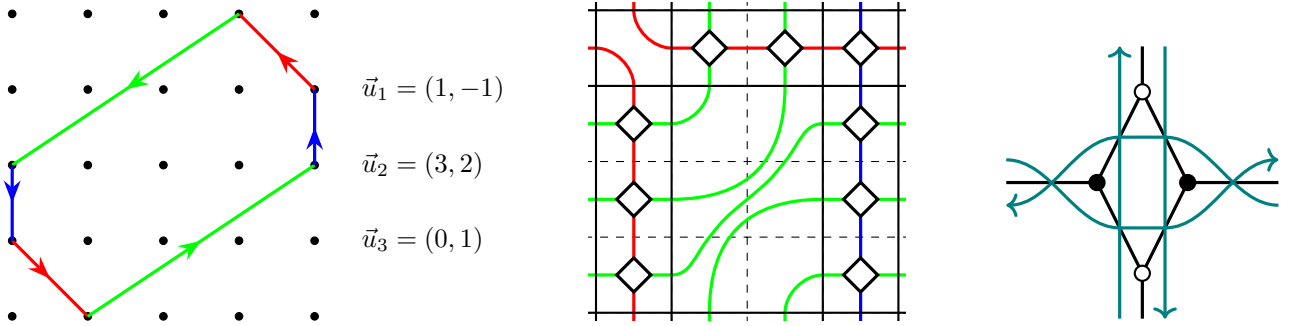 u⃗₁ = (1, −1)
u⃗₂ = (3, 2)
u⃗₃ = (0, 1)